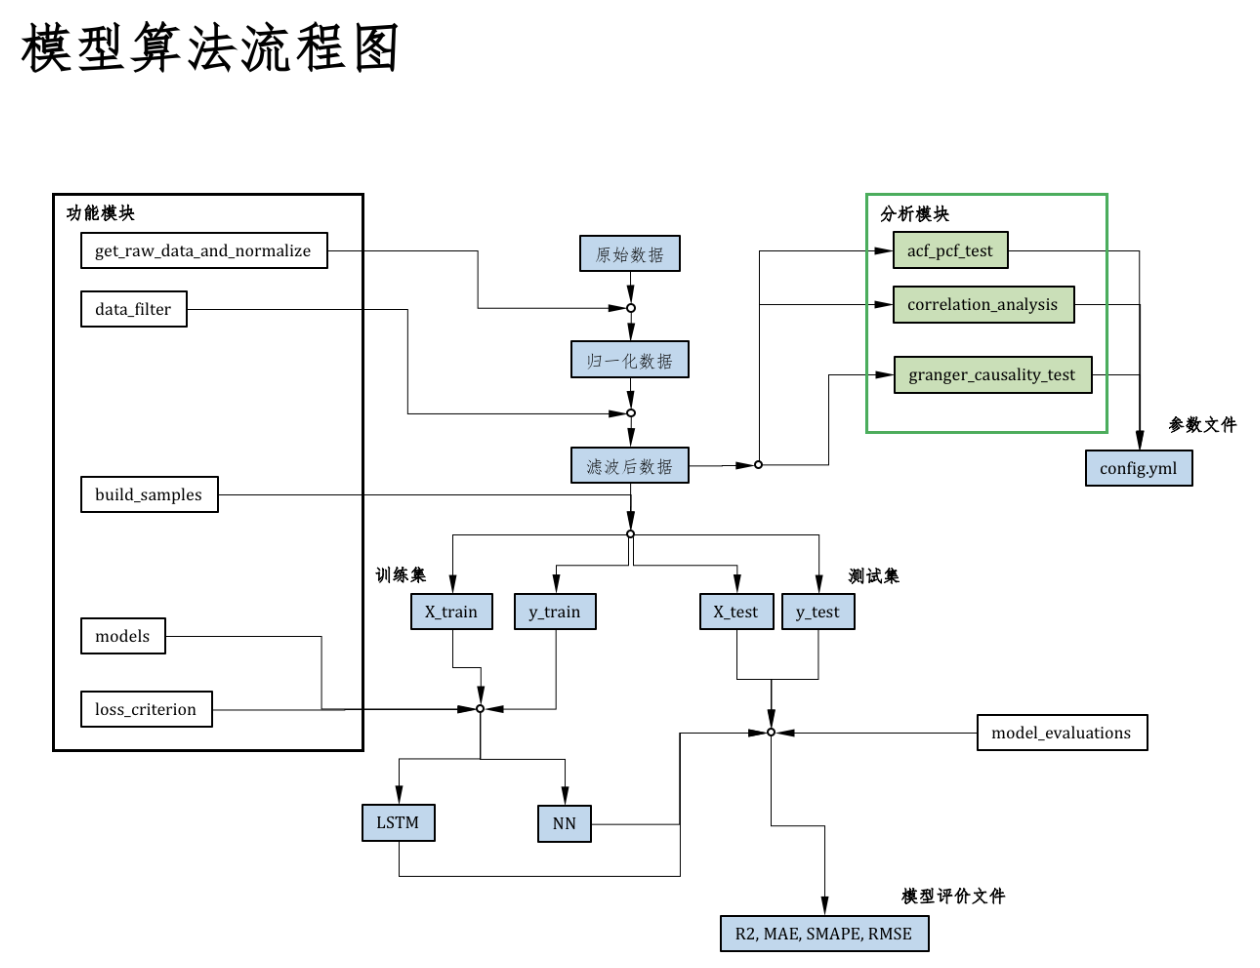 模型算法流程图
功能模块
分析模块
get_raw_data_and_normalize
原始数据
acf_pcf_test
data_filter
correlation_analysis
归一化数据
granger_causality_test
参数文件
滤波后数据
config.yml
build_samples
训练集
测试集
X_train
y_train
X_test
y_test
models
loss_criterion
model_evaluations
LSTM
NN
模型评价文件
R2, MAE, SMAPE, RMSE